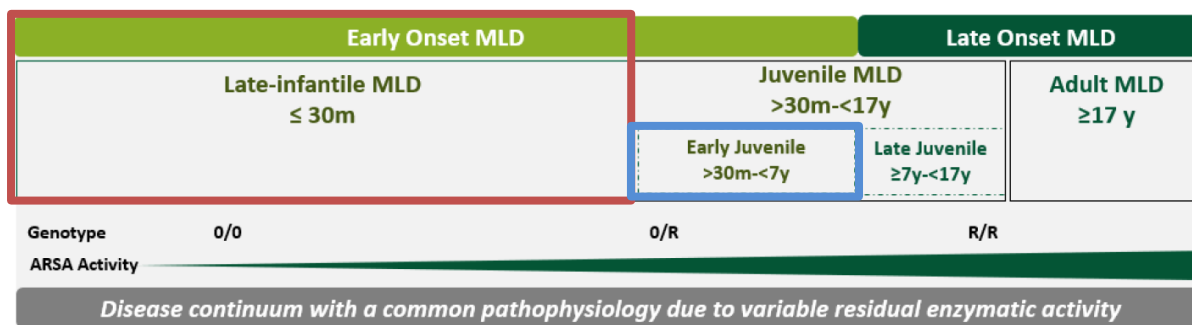 Early Onset MLD
Late Onset MLD
Late-infantile MLD
≤ 30m
Juvenile MLD
>30m-<17y
Adult MLD
≥17 y
Early Juvenile
>30m-<7y
Late Juvenile
≥7y-<17y
Genotype 0/0 0/R R/R
ARSA Activity
Disease continuum with a common pathophysiology due to variable residual enzymatic activity